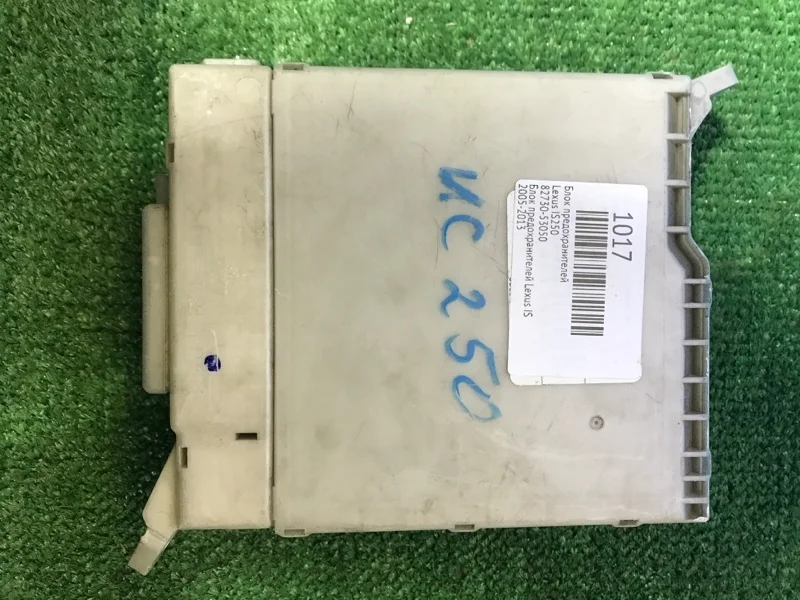 ИС 250
1017
Блок предохранителей
Lexus IS250
82730-53050
Блок предохранителей Lexus IS
2005-2013